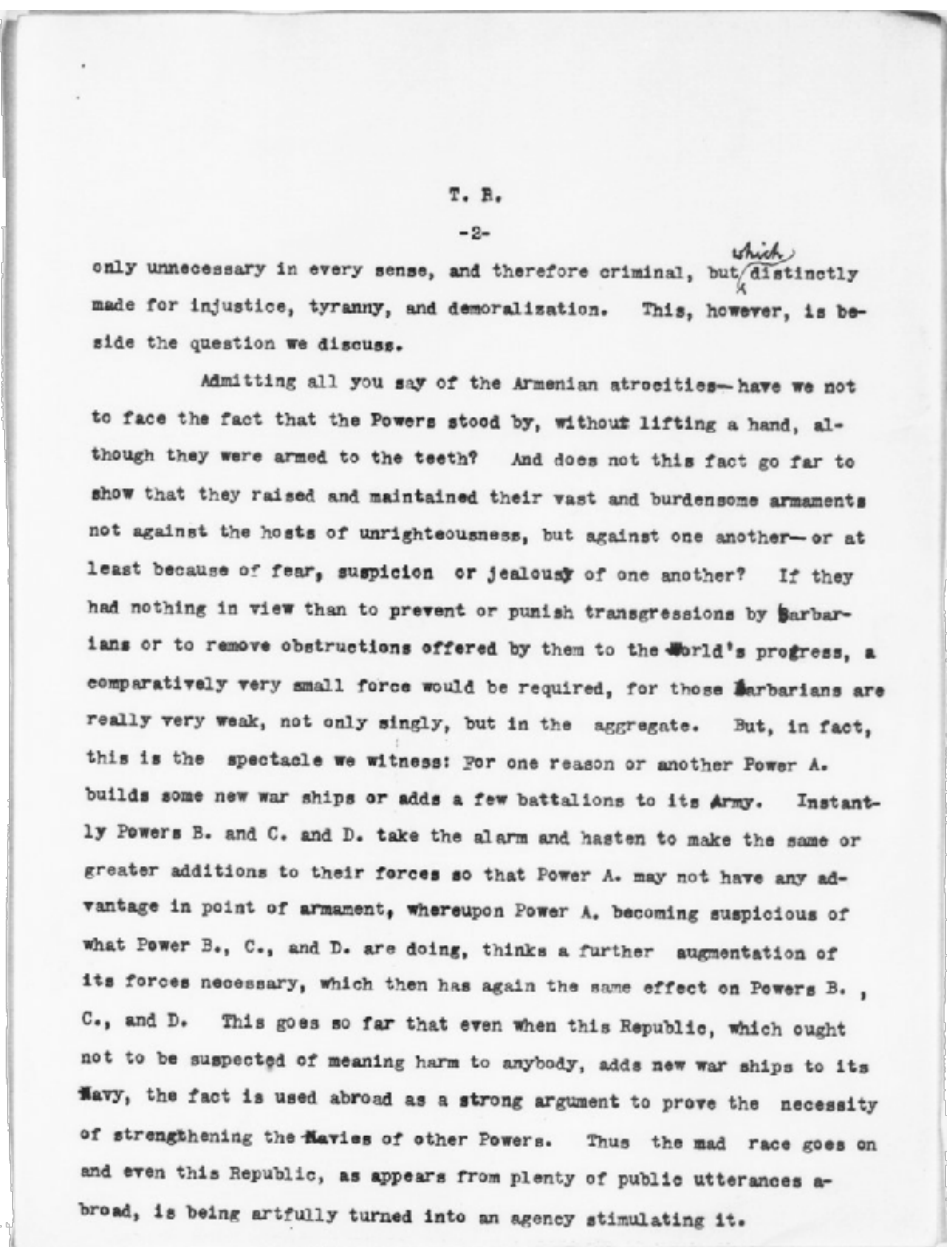 T. R.
-2-
only unnecessary in every sense, and therefore criminal, but which distinctly
made for injustice, tyranny, and demoralization. This, however, is be-
side the question we discuss.
Admitting all you say of the Armenian atrocities—have we not
to face the fact that the Powers stood by, without lifting a hand, al-
though they were armed to the teeth? And does not this fact go far to
show that they raised and maintained their vast and burdensome armaments
not against the hosts of unrighteousness, but against one another—or at
least because of fear, suspicion or jealousy of one another? If they
had nothing in view than to prevent or punish transgressions by barbar-
ians or to remove obstructions offered by them to the world's progress, a
comparatively very small force would be required, for those barbarians are
really very weak, not only singly, but in the aggregate. But, in fact,
this is the spectacle we witness: For one reason or another Power A.
builds some new war ships or adds a few battalions to its Army. Instant-
ly Powers B. and C. and D. take the alarm and hasten to make the same or
greater additions to their forces so that Power A. may not have any ad-
vantage in point of armament, whereupon Power A. becoming suspicious of
what Power B., C., and D. are doing, thinks a further augmentation of
its forces necessary, which then has again the same effect on Powers B. ,
C., and D. This goes so far that even when this Republic, which ought
not to be suspected of meaning harm to anybody, adds new war ships to its
Navy, the fact is used abroad as a strong argument to prove the necessity
of strengthening the Navies of other Powers. Thus the mad race goes on
and even this Republic, as appears from plenty of public utterances a-
broad, is being artfully turned into an agency stimulating it.